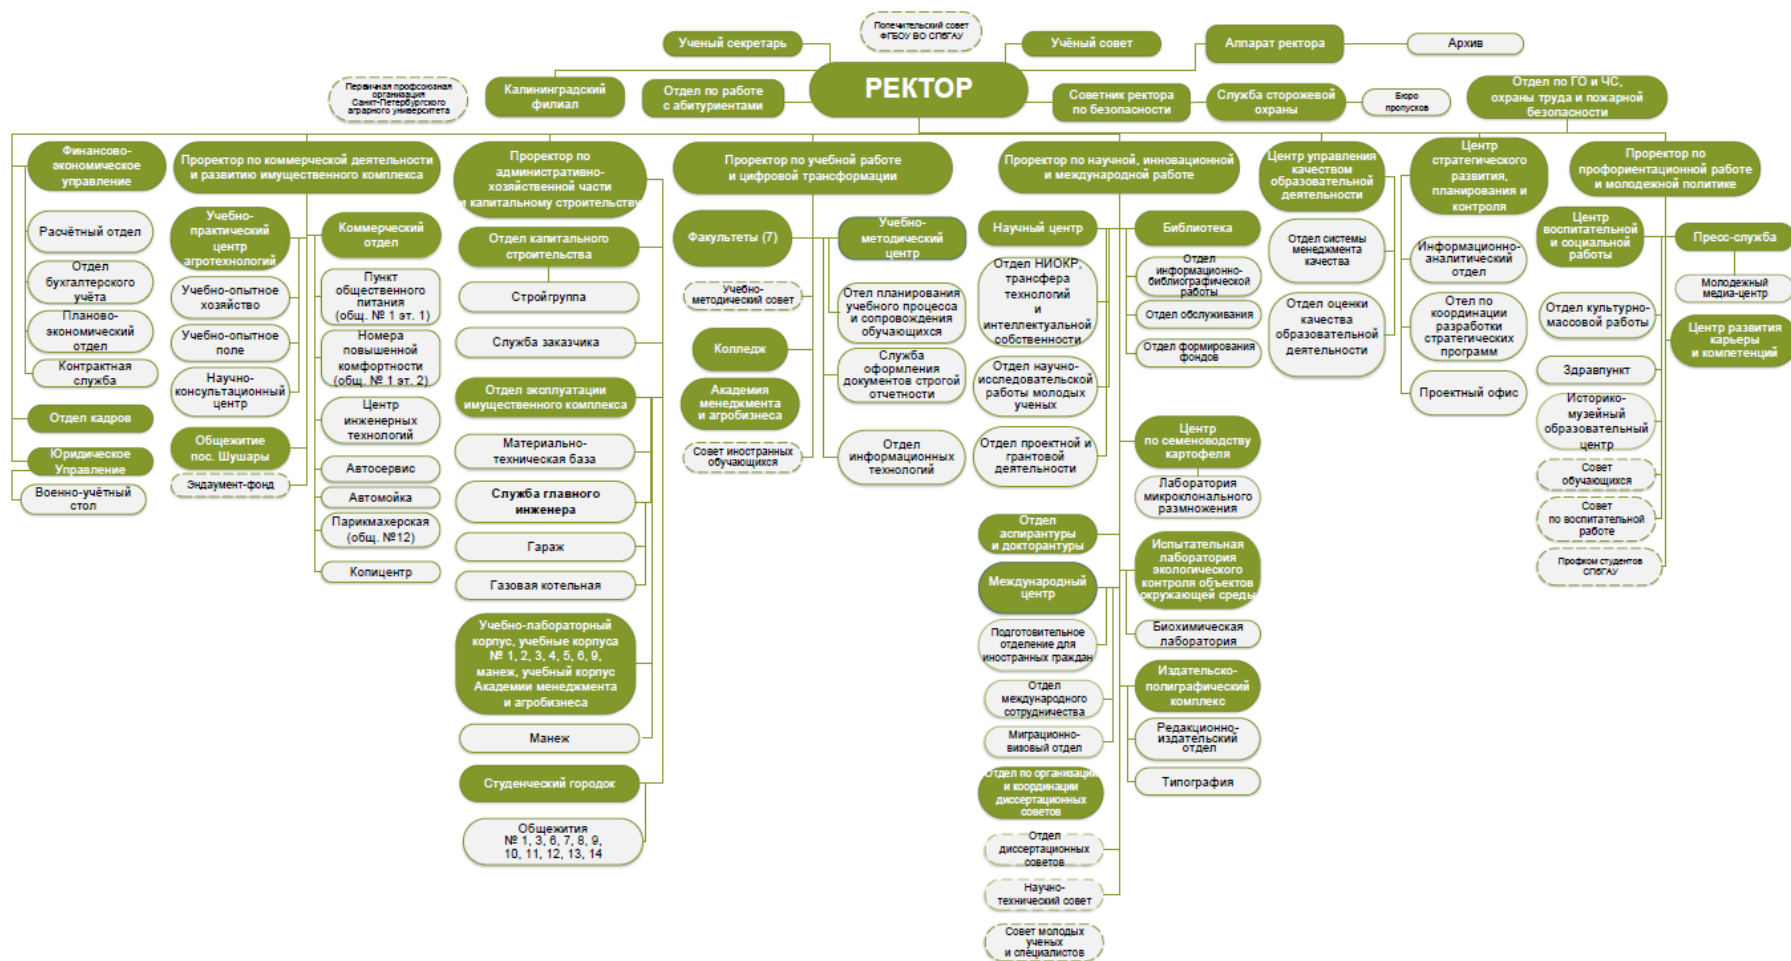 Попечительский совет
ФГБОУ ВО СПбГАУ
Ученый секретарь
Учёный совет
Аппарат ректора
Архив
РЕКТОР
Первичная профсоюзная
организация
Санкт-Петербургского
аграрного университета
Калининградский
филиал
Отдел по работе
с абитуриентами
Советник ректора
по безопасности
Служба сторожевой
охраны
Бюро
пропусков
Отдел по ГО и ЧС,
охраны труда и пожарной
безопасности
Финансово-
экономическое
управление
Расчётный отдел
Отдел
бухгалтерского
учёта
Планово-
экономический
отдел
Контрактная
служба
Отдел кадров
Юридическое
Управление
Военно-учётный
стол
Проректор по коммерческой деятельности
и развитию имущественного комплекса
Учебно-
практический
центр
агротехнологий
Учебно-опытное
хозяйство
Учебно-опытное
поле
Научно-
консультационный
центр
Общежитие
пос. Шушары
Эндаумент-фонд
Коммерческий
отдел
Пункт
общественного
питания
(общ. № 1 эт. 1)
Номера
повышенной
комфортности
(общ. № 1 эт. 2)
Центр
инженерных
технологий
Автосервис
Автомойка
Парикмахерская
(общ. №12)
Копицентр
Проректор по
административно-
хозяйственной части
и капитальному строительству
Отдел капитального
строительства
Стройгруппа
Служба заказчика
Отдел эксплуатации
имущественного комплекса
Материально-
техническая база
Служба главного
инженера
Гараж
Газовая котельная
Учебно-лабораторный
корпус, учебные корпуса
№ 1, 2, 3, 4, 5, 6, 9,
манеж, учебный корпус
Академии менеджмента
и агробизнеса
Манеж
Студенческий городок
Общежития
№ 1, 3, 6, 7, 8, 9,
10, 11, 12, 13, 14
Проректор по учебной работе
и цифровой трансформации
Факультеты (7)
Учебно-
методический совет
Колледж
Академия
менеджмента
и агробизнеса
Совет иностранных
обучающихся
Учебно-
методический
центр
Отел планирования
учебного процесса
и сопровождения
обучающихся
Служба
оформления
документов строгой
отчетности
Отдел
информационных
технологий
Проректор по научной, инновационной
и международной работе
Научный центр
Отдел НИОКР,
трансфера
технологий
и
интеллектуальной
собственности
Отдел научно-
исследовательской
работы молодых
ученых
Отдел проектной и
грантовой
деятельности
Отдел
аспирантуры
и докторантуры
Международный
центр
Подготовительное
отделение для
иностранных граждан
Отдел
международного
сотрудничества
Миграционно-
визовый отдел
Отдел по организации
и координации
диссертационных
советов
Отдел
диссертационных
советов
Научно-
технический совет
Совет молодых
ученых
и специалистов
Библиотека
Отдел
информационно-
библиографической
работы
Отдел обслуживания
Отдел формирования
фондов
Центр
по семеноводству
картофеля
Лаборатория
микроклонального
размножения
Испытательная
лаборатория
экологического
контроля объектов
окружающей среды
Биохимическая
лаборатория
Издательско-
полиграфический
комплекс
Редакционно-
издательский
отдел
Типография
Центр управления
качеством
образовательной
деятельности
Отдел системы
менеджмента
качества
Отдел оценки
качества
образовательной
деятельности
Центр
стратегического
развития,
планирования и
контроля
Информационно-
аналитический
отдел
Отел по
координации
разработки
стратегических
программ
Проектный офис
Проректор по
профориентационной работе
и молодежной политике
Центр
воспитательной
и социальной
работы
Отдел культурно-
массовой работы
Здравпункт
Историко-
музейный
образовательный
центр
Совет
обучающихся
Совет
по воспитательной
работе
Профком студентов
СПбГАУ
Пресс-служба
Молодежный
медиа-центр
Центр развития
карьеры
и компетенций